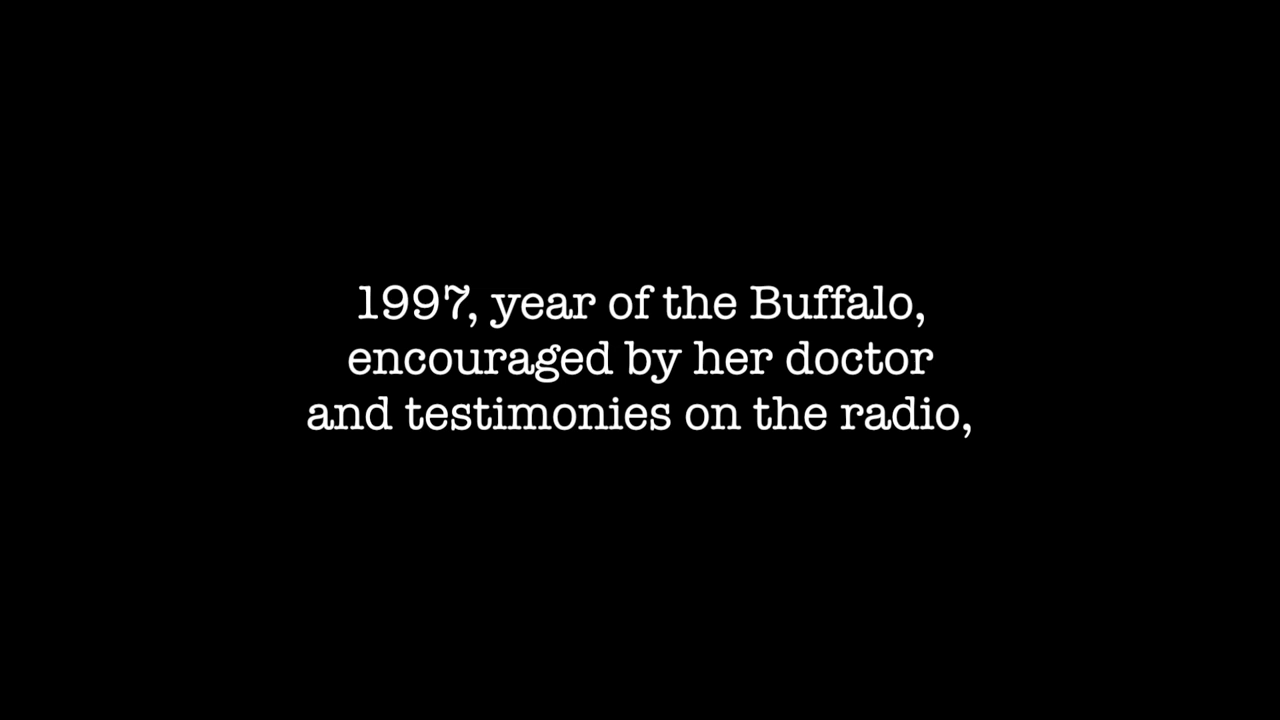 1997, year of the Buffalo,
encouraged by her doctor
and testimonies on the radio,